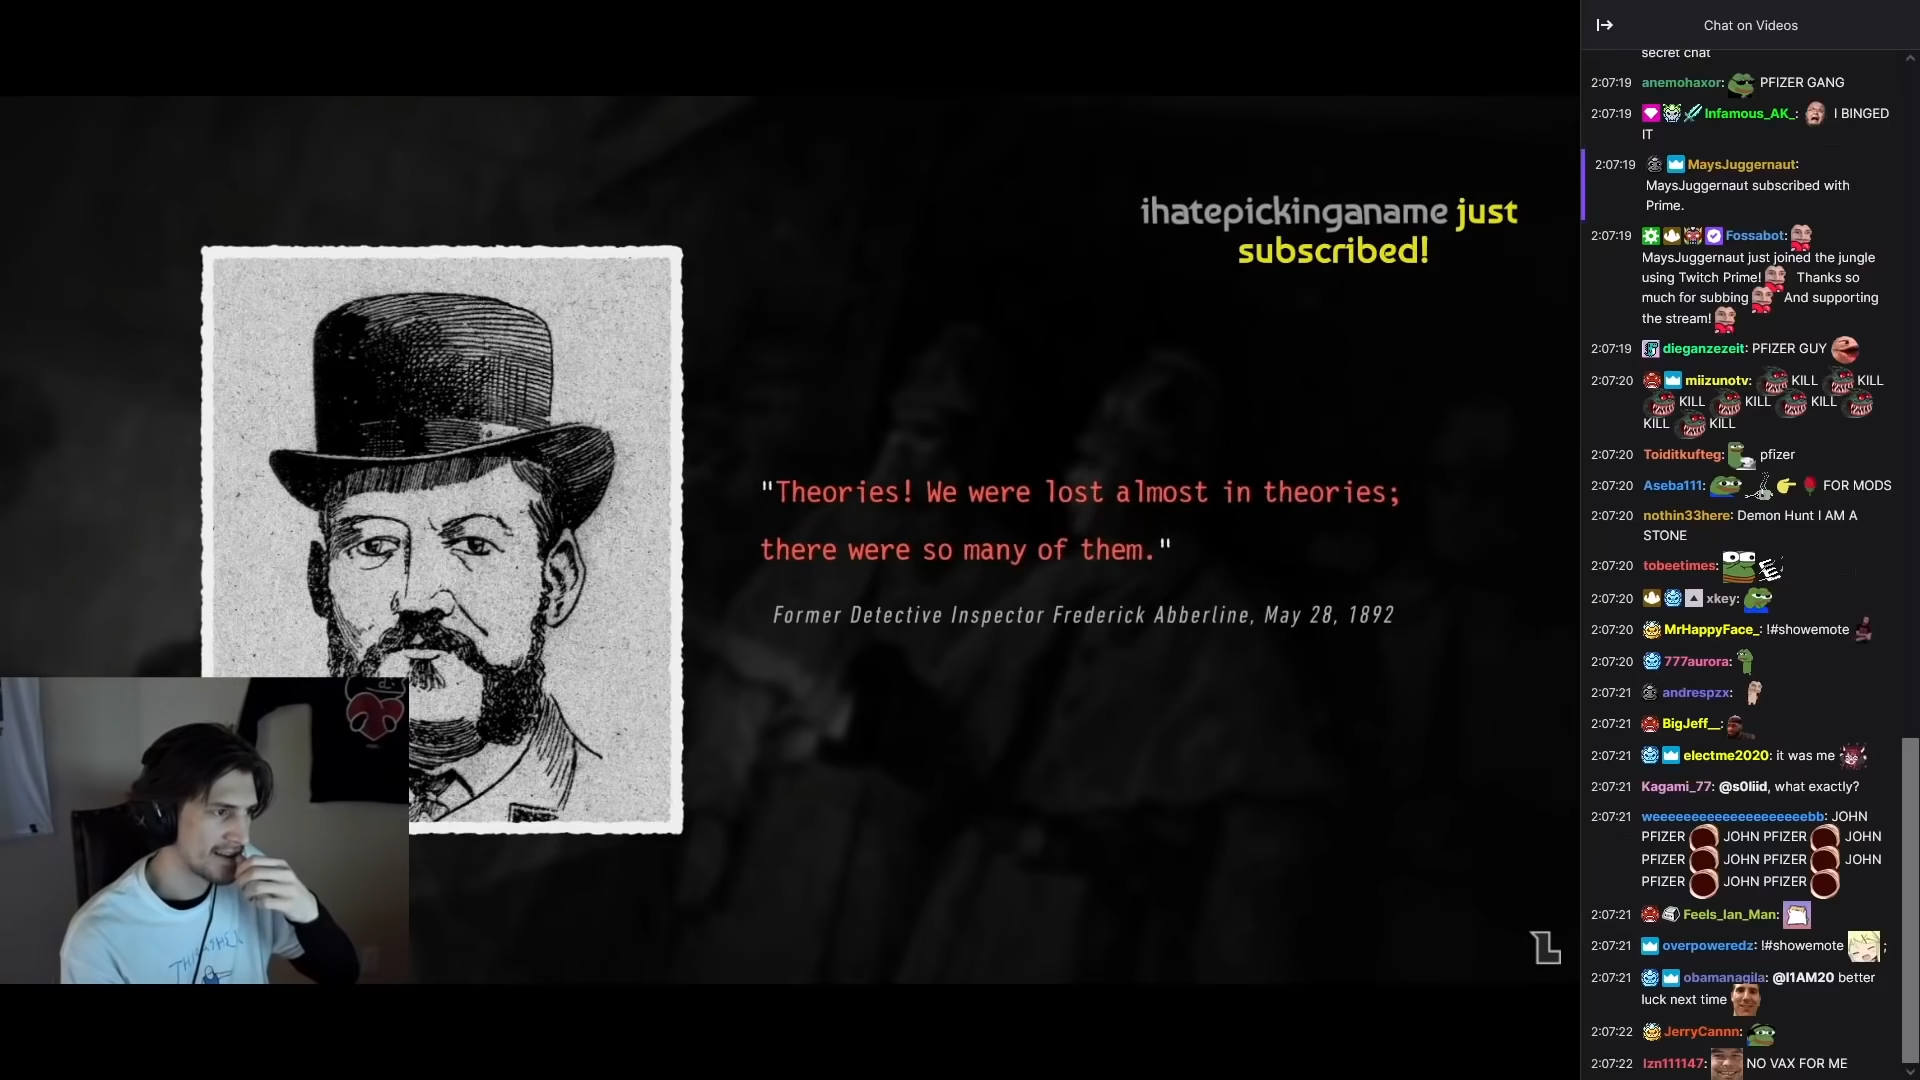 ihatepickinganame just
subscribed!
"Theories! We were lost almost in theories;
there were so many of them."
Former Detective Inspector Frederick Abberline, May 28, 1892
THRASHER
Chat on Videos
secret chat
2:07:19 anemohaxor: PFIZER GANG
2:07:19 Infamous_AK_: I BINGED
IT
2:07:19 MaysJuggernaut:
MaysJuggernaut subscribed with
Prime.
2:07:19 Fossabot:
MaysJuggernaut just joined the jungle
using Twitch Prime! Thanks so
much for subbing And supporting
the stream!
2:07:19 dieganzezeit: PFIZER GUY
2:07:20 miizunotv: KILL KILL
KILL KILL KILL
KILL KILL
2:07:20 Toiditkufteg: pfizer
2:07:20 Aseba111: FOR MODS
2:07:20 nothin33here: Demon Hunt I AM A
STONE
2:07:20 tobeetimes:
2:07:20 xkey:
2:07:20 MrHappyFace_: !#showemote
2:07:20 777aurora:
2:07:21 andrespzx:
2:07:21 BigJeff__:
2:07:21 electme2020: it was me
2:07:21 Kagami_77: @s0liid, what exactly?
2:07:21 weeeeeeeeeeeeeeeeeeeebb: JOHN
PFIZER JOHN PFIZER JOHN
PFIZER JOHN PFIZER JOHN
PFIZER JOHN PFIZER
2:07:21 Feels_Ian_Man:
2:07:21 overpoweredz: !#showemote ;
2:07:21 obamanagila: @I1AM20 better
luck next time
2:07:22 JerryCannn:
2:07:22 lzn111147: NO VAX FOR ME